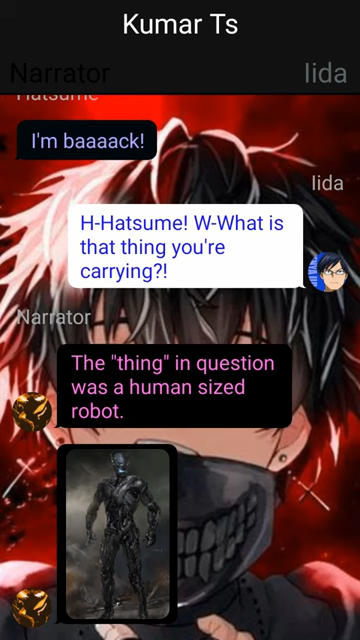 Kumar Ts
Narrator
Iida
Hatsume
I'm baaaack!
Iida
H-Hatsume! W-What is
that thing you're
carrying?!
Narrator
The "thing" in question
was a human sized
robot.